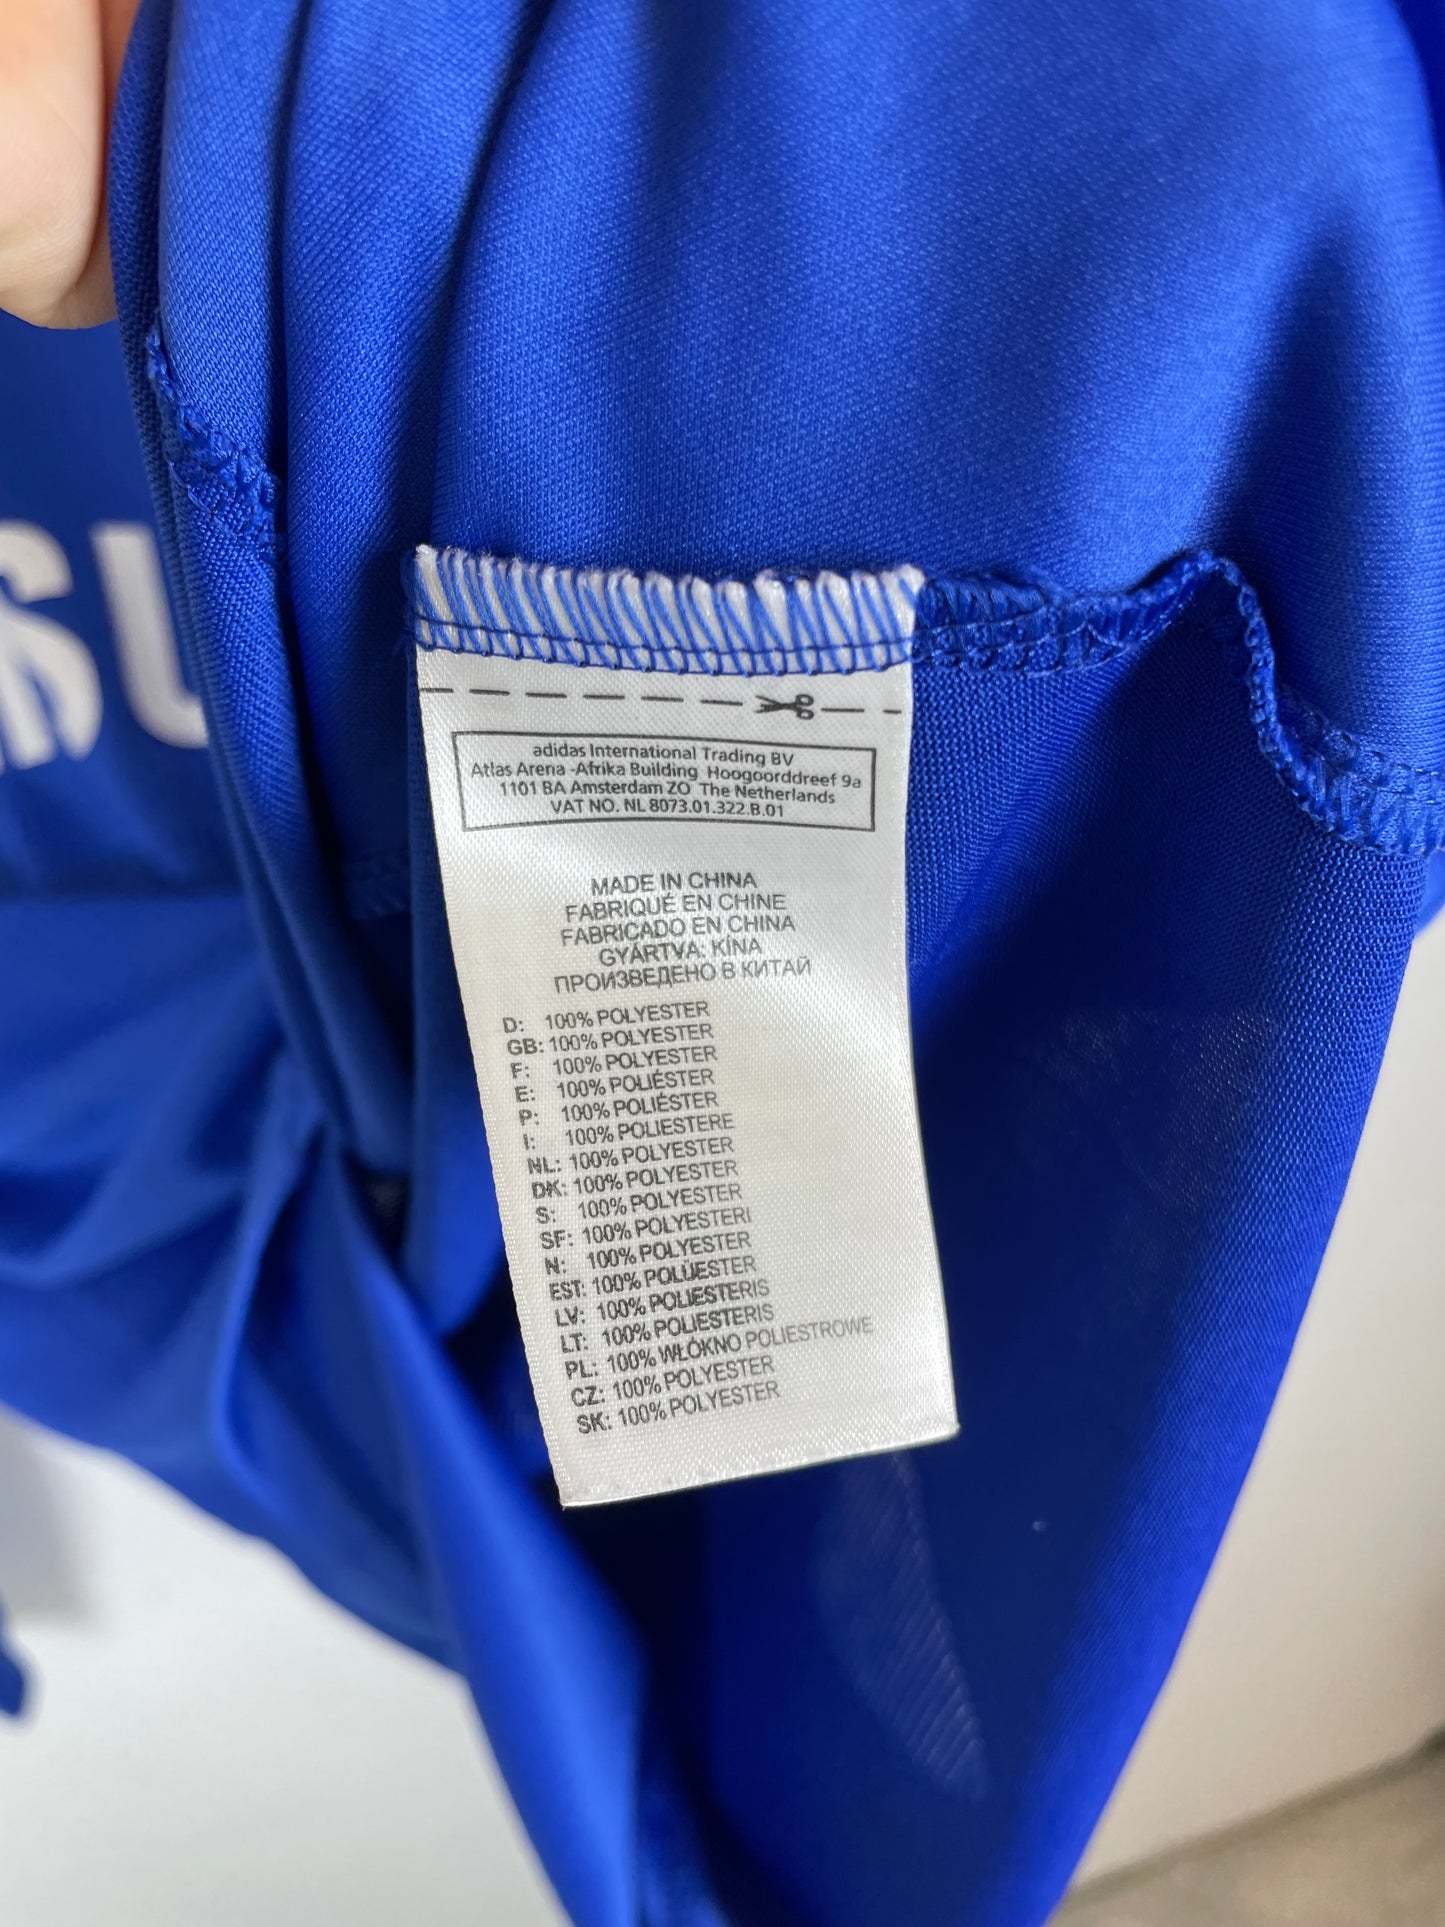 SU
adidas International Trading BV
Atlas Arena -Afrika Building Hoogoorddreef 9a
1101 BA Amsterdam ZO The Netherlands
VAT NO. NL 8073.01.322.B.01
MADE IN CHINA
FABRIQUÉ EN CHINE
FABRICADO EN CHINA
GYÁRTVA: KÍNA
ПРОИЗВЕДЕНО В КИТАЙ
D: 100% POLYESTER
GB: 100% POLYESTER
F: 100% POLYESTER
E: 100% POLIÉSTER
P: 100% POLIÉSTER
I: 100% POLIESTERE
NL: 100% POLYESTER
DK: 100% POLYESTER
S: 100% POLYESTER
SF: 100% POLYESTERI
N: 100% POLYESTER
EST: 100% POLÜESTER
LV: 100% POLIESTERIS
LT: 100% POLIESTERIS
PL: 100% WŁÓKNO POLIESTROWE
CZ: 100% POLYESTER
SK: 100% POLYESTER